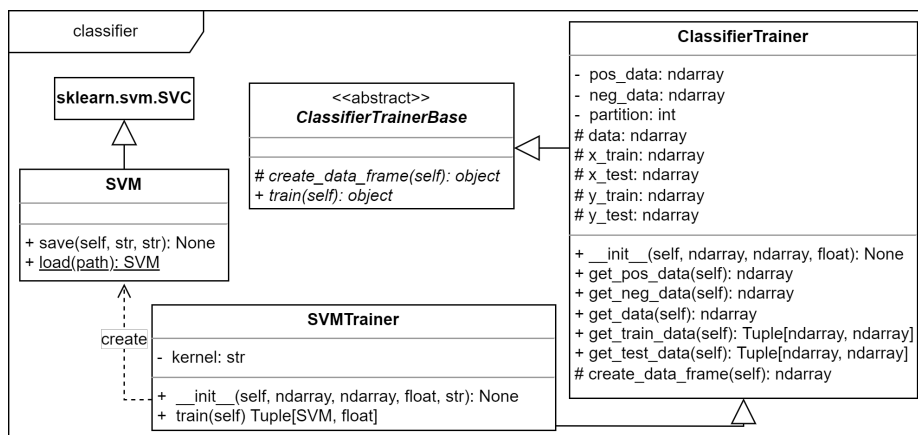 classifier
sklearn.svm.SVC
SVM
+ save(self, str, str): None
+ load(path): SVM
<<abstract>>
ClassifierTrainerBase
# create_data_frame(self): object
+ train(self): object
ClassifierTrainer
- pos_data: ndarray
- neg_data: ndarray
- partition: int
# data: ndarray
# x_train: ndarray
# x_test: ndarray
# y_train: ndarray
# y_test: ndarray
+ __init__(self, ndarray, ndarray, float): None
+ get_pos_data(self): ndarray
+ get_neg_data(self): ndarray
+ get_data(self): ndarray
+ get_train_data(self): Tuple[ndarray, ndarray]
+ get_test_data(self): Tuple[ndarray, ndarray]
# create_data_frame(self): ndarray
create
SVMTrainer
- kernel: str
+ __init__(self, ndarray, ndarray, float, str): None
+ train(self) Tuple[SVM, float]